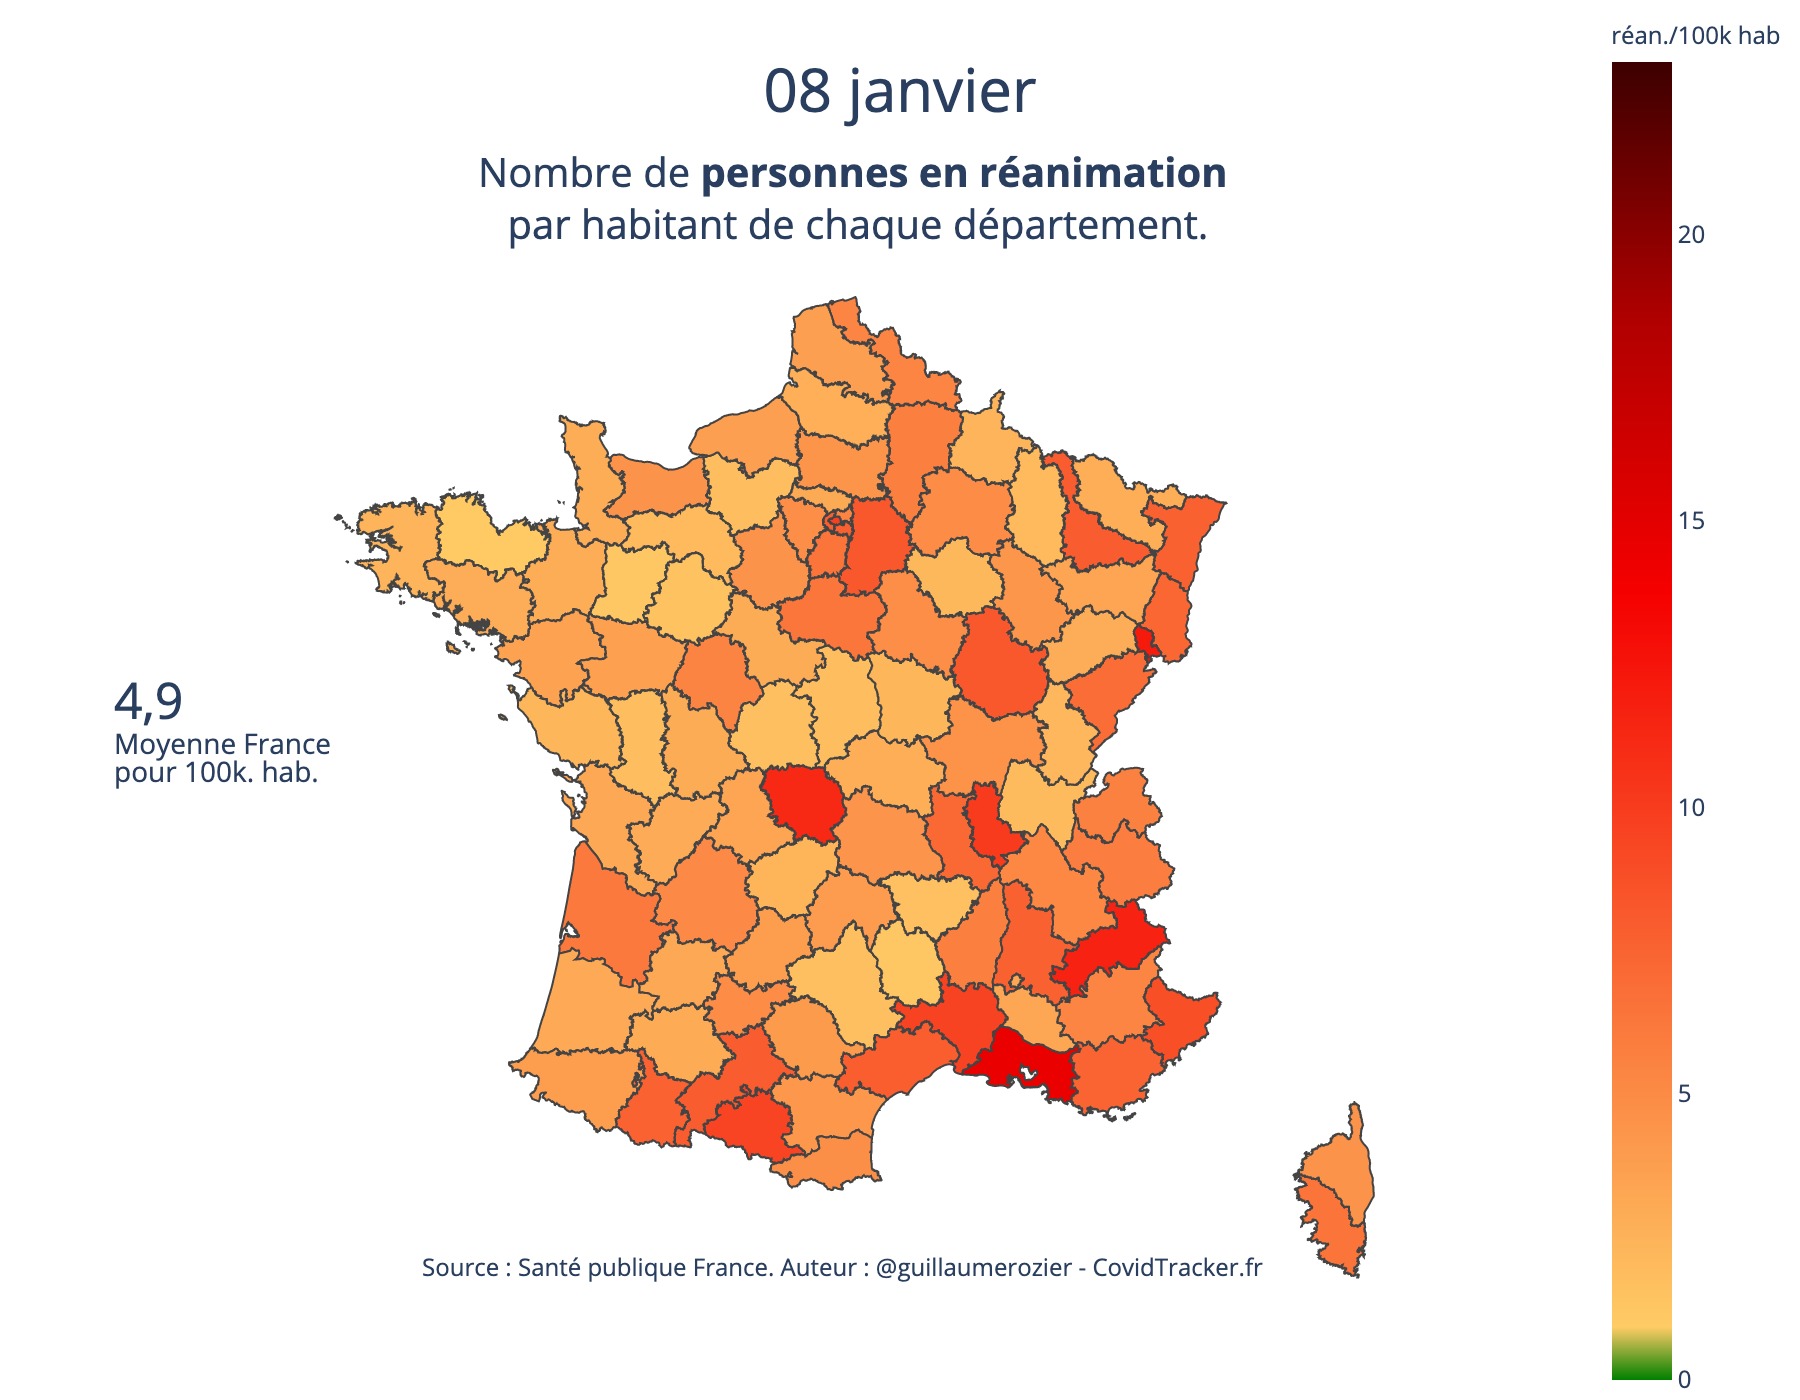 réan./100k hab
08 janvier
Nombre de personnes en réanimation
par habitant de chaque département.
20
15
4,9
Moyenne France
pour 100k. hab.
10
5
Source : Santé publique France. Auteur : @guillaumerozier - CovidTracker.fr
0